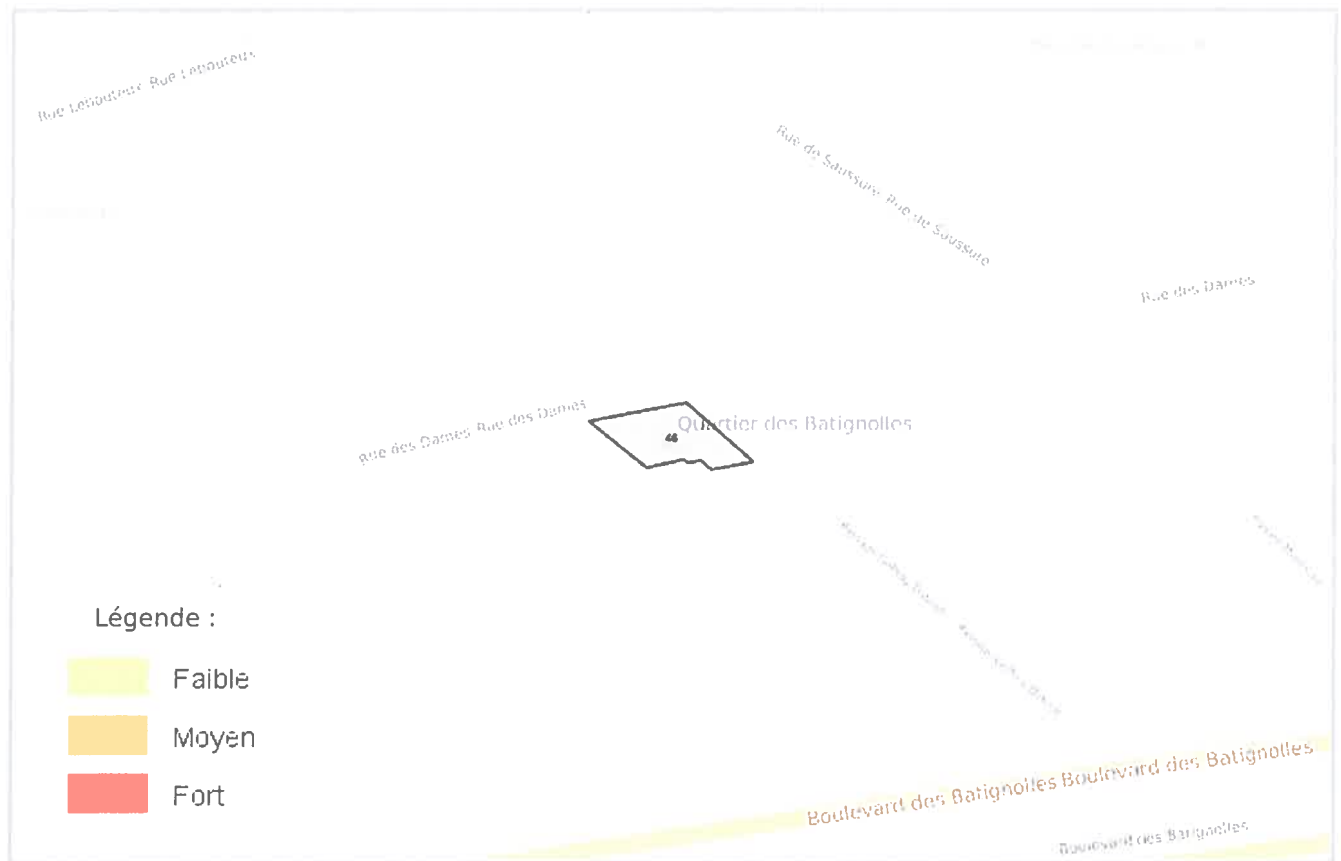 Rue Lebouteux Rue Lebouteux
Rue de Saussure Rue de Saussure
Rue des Dames
Rue des Dames Rue des Dames
Quartier des Batignolles
46
Légende :
Faible
Moyen
Fort
Boulevard des Batignolles Boulevard des Batignolles
Boulevard des Batignolles